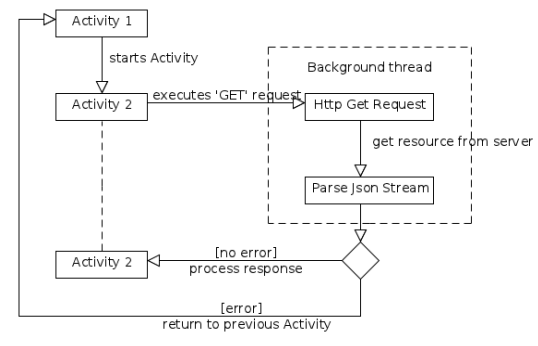 Activity 1
starts Activity
Background thread
Activity 2
executes 'GET' request
Http Get Request
get resource from server
Parse Json Stream
Activity 2
[no error]
process response
[error]
return to previous Activity